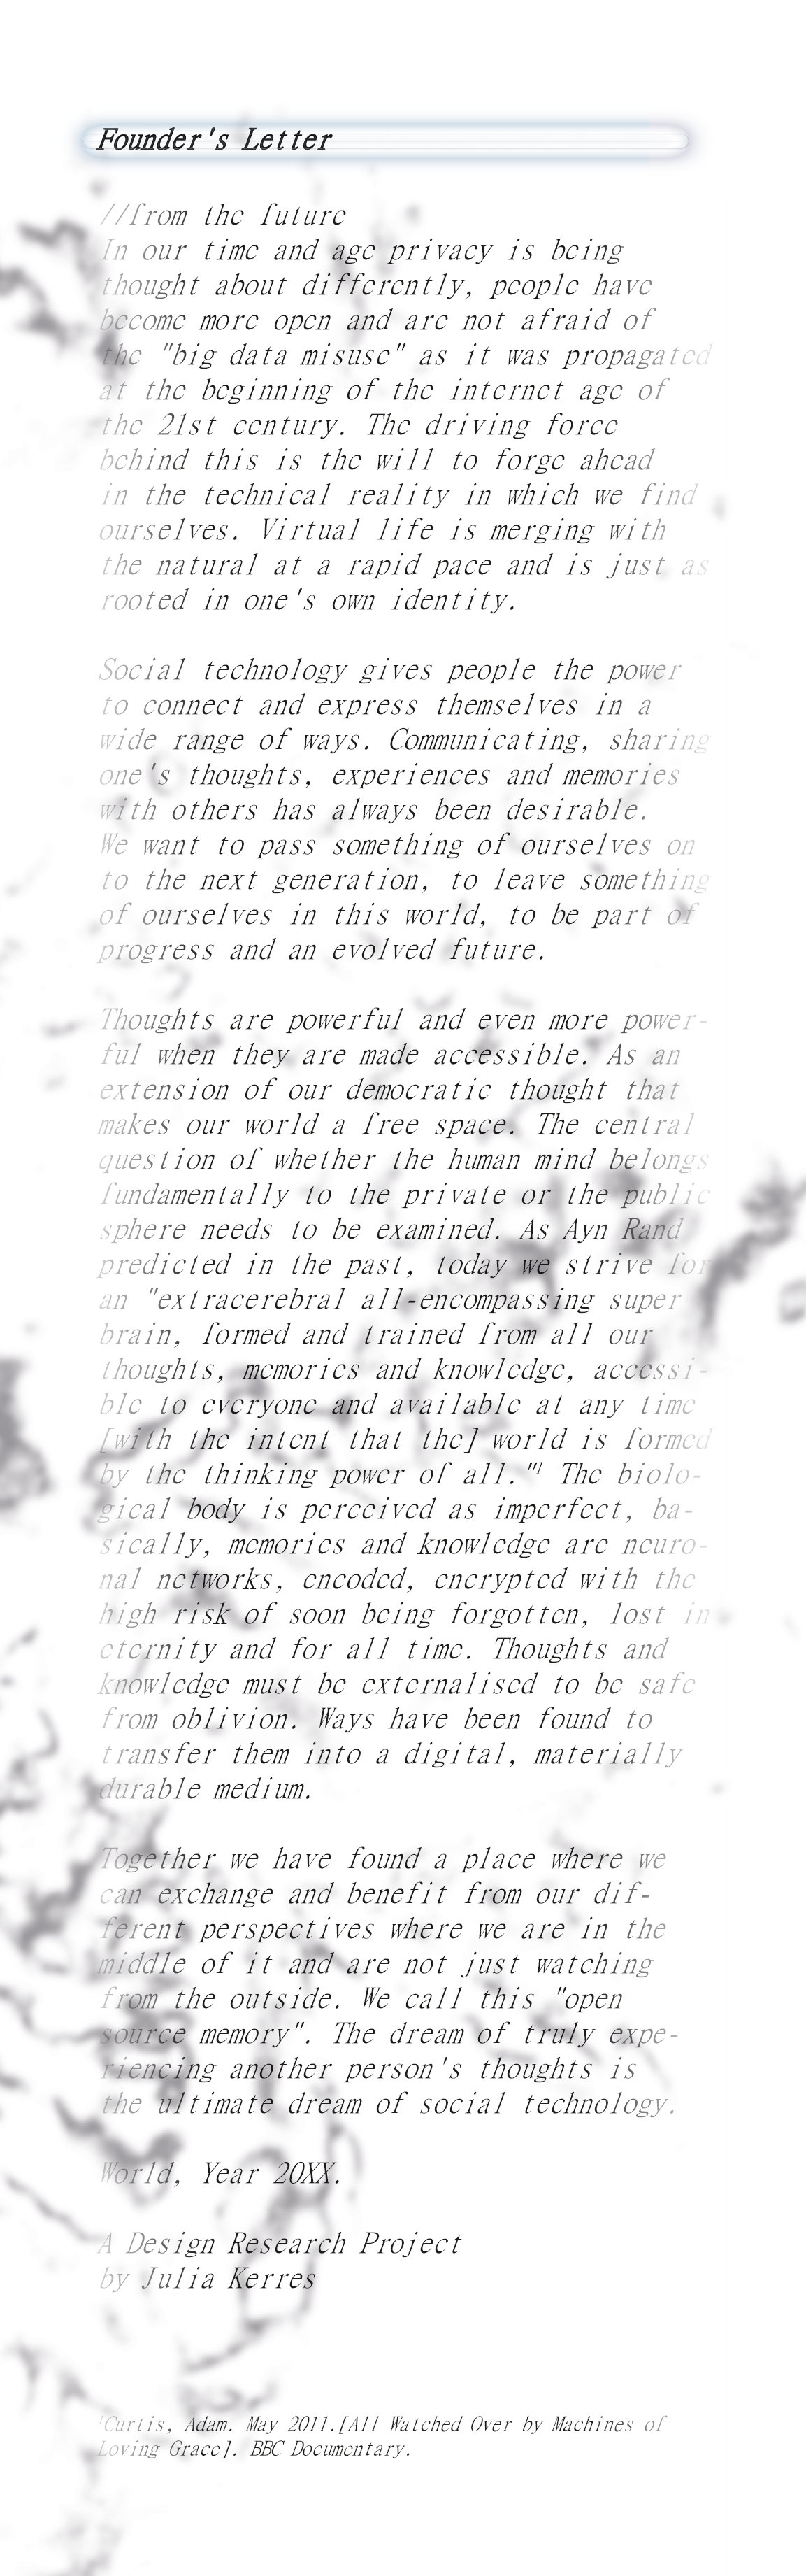 Founder's Letter
//from the future
In our time and age privacy is being
thought about differently, people have
become more open and are not afraid of
the "big data misuse" as it was propagated
at the beginning of the internet age of
the 21st century. The driving force
behind this is the will to forge ahead
in the technical reality in which we find
ourselves. Virtual life is merging with
the natural at a rapid pace and is just as
rooted in one's own identity.
Social technology gives people the power
to connect and express themselves in a
wide range of ways. Communicating, sharing
one's thoughts, experiences and memories
with others has always been desirable.
We want to pass something of ourselves on
to the next generation, to leave something
of ourselves in this world, to be part of
progress and an evolved future.
Thoughts are powerful and even more power-
ful when they are made accessible. As an
extension of our democratic thought that
makes our world a free space. The central
question of whether the human mind belongs
fundamentally to the private or the public
sphere needs to be examined. As Ayn Rand
predicted in the past, today we strive for
an "extracerebral all-encompassing super
brain, formed and trained from all our
thoughts, memories and knowledge, accessi-
ble to everyone and available at any time
[with the intent that the] world is formed
by the thinking power of all."¹ The biolo-
gical body is perceived as imperfect, ba-
sically, memories and knowledge are neuro-
nal networks, encoded, encrypted with the
high risk of soon being forgotten, lost in
eternity and for all time. Thoughts and
knowledge must be externalised to be safe
from oblivion. Ways have been found to
transfer them into a digital, materially
durable medium.
Together we have found a place where we
can exchange and benefit from our dif-
ferent perspectives where we are in the
middle of it and are not just watching
from the outside. We call this "open
source memory". The dream of truly expe-
riencing another person's thoughts is
the ultimate dream of social technology.
World, Year 20XX.
A Design Research Project
by Julia Kerres
¹Curtis, Adam. May 2011.[All Watched Over by Machines of
Loving Grace]. BBC Documentary.